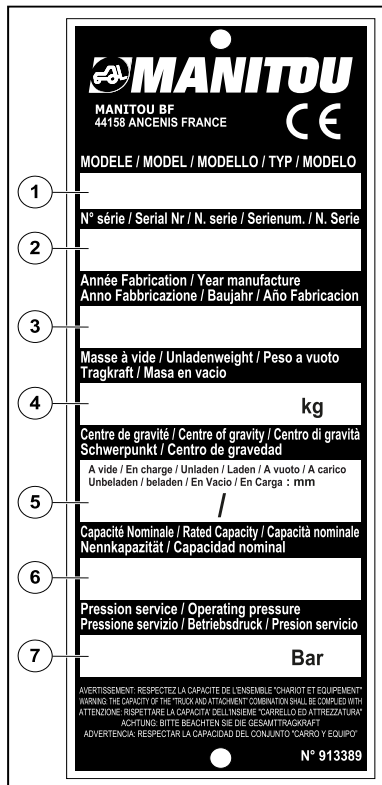 MANITOU
MANITOU BF
44158 ANCENIS FRANCE
CE
MODELE / MODEL / MODELLO / TYP / MODELO
1
N° série / Serial Nr / N. serie / Serienum. / N. Serie
2
Année Fabrication / Year manufacture
Anno Fabbricazione / Baujahr / Año Fabricacion
3
Masse à vide / Unladenweight / Peso a vuoto
Tragkraft / Masa en vacio
4
kg
Centre de gravité / Centre of gravity / Centro di gravità
Schwerpunkt / Centro de gravedad
A vide / En charge / Unladen / Laden / A vuoto / A carico
Unbeladen / beladen / En Vacio / En Carga : mm
5
/
Capacité Nominale / Rated Capacity / Capacità nominale
Nennkapazität / Capacidad nominal
6
Pression service / Operating pressure
Pressione servizio / Betriebsdruck / Presion servicio
7
Bar
AVERTISSEMENT: RESPECTEZ LA CAPACITE DE L'ENSEMBLE "CHARIOT ET EQUIPEMENT"
WARNING: THE CAPACITY OF THE "TRUCK AND ATTACHMENT" COMBINATION SHALL BE COMPLIED WITH
ATTENZIONE: RISPETTARE LA CAPACITA' DELL'INSIEME "CARRELLO ED ATTREZZATURA"
ACHTUNG: BITTE BEACHTEN SIE DIE GESAMTTRAGKRAFT
ADVERTENCIA: RESPECTAR LA CAPACIDAD DEL CONJUNTO "CARRO Y EQUIPO"
N° 913389